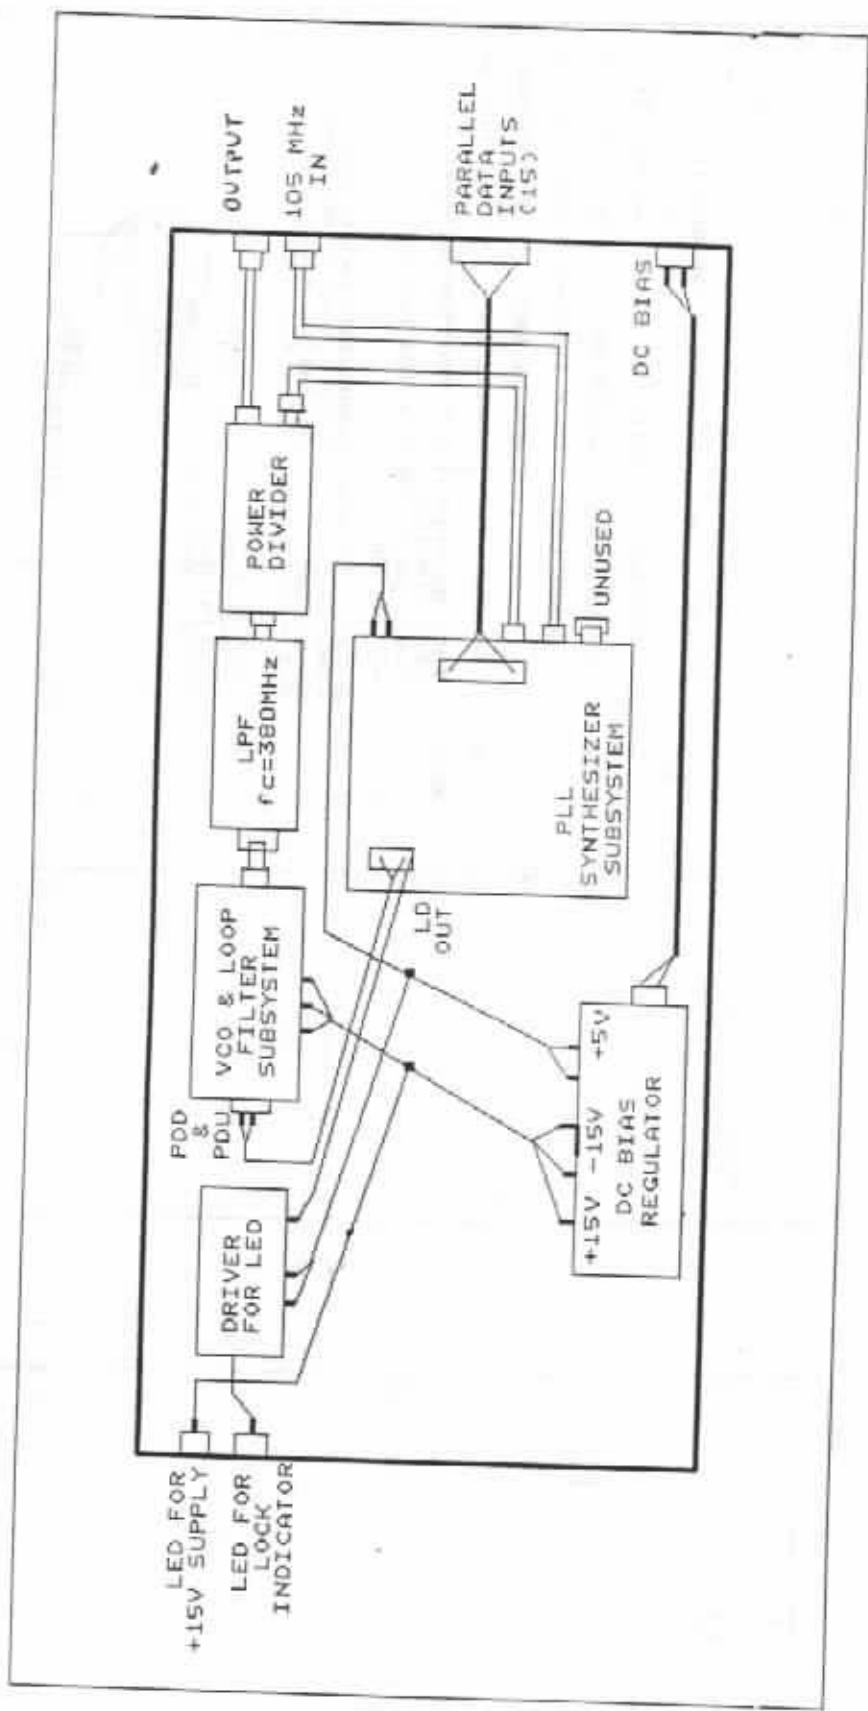 OUTPUT
105 MHz
IN
PARALLEL
DATA
INPUTS
(15)
DC BIAS
POWER
DIVIDER
LPF
fc=380MHz
VCO & LOOP
FILTER
SUBSYSTEM
PDD
&
PDU
DRIVER
FOR LED
LED FOR
+15V SUPPLY
LED FOR
LOCK
INDICATOR
UNUSED
PLL
SYNTHESIZER
SUBSYSTEM
LD
OUT
+15V -15V +5V
DC BIAS
REGULATOR